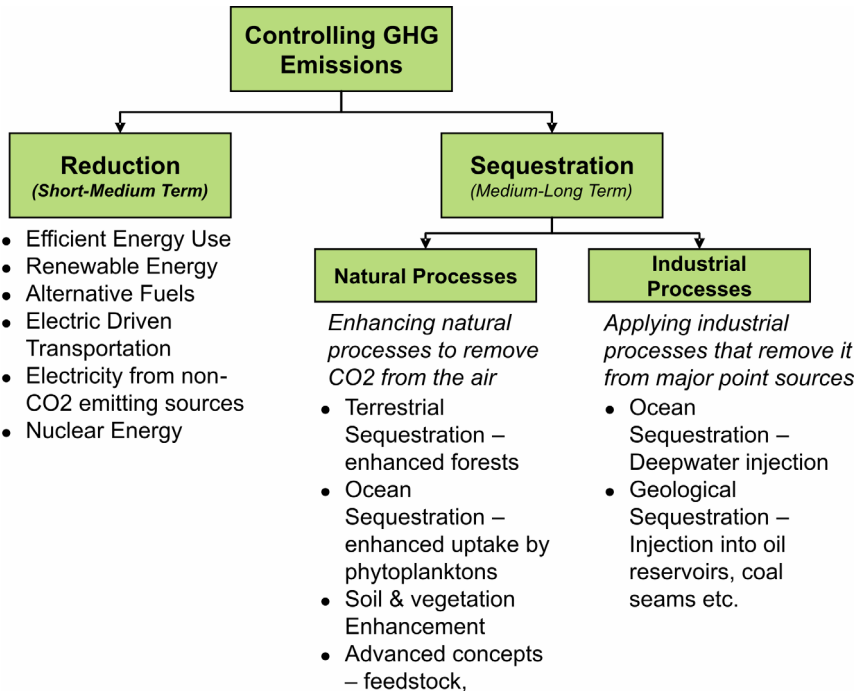 Controlling GHG
Emissions
Reduction
(Short-Medium Term)
● Efficient Energy Use
● Renewable Energy
● Alternative Fuels
● Electric Driven
Transportation
● Electricity from non-
CO2 emitting sources
● Nuclear Energy
Sequestration
(Medium-Long Term)
Natural Processes
Enhancing natural
processes to remove
CO2 from the air
● Terrestrial
Sequestration –
enhanced forests
● Ocean
Sequestration –
enhanced uptake by
phytoplanktons
● Soil & vegetation
Enhancement
● Advanced concepts
– feedstock,
Industrial
Processes
Applying industrial
processes that remove it
from major point sources
● Ocean
Sequestration –
Deepwater injection
● Geological
Sequestration –
Injection into oil
reservoirs, coal
seams etc.